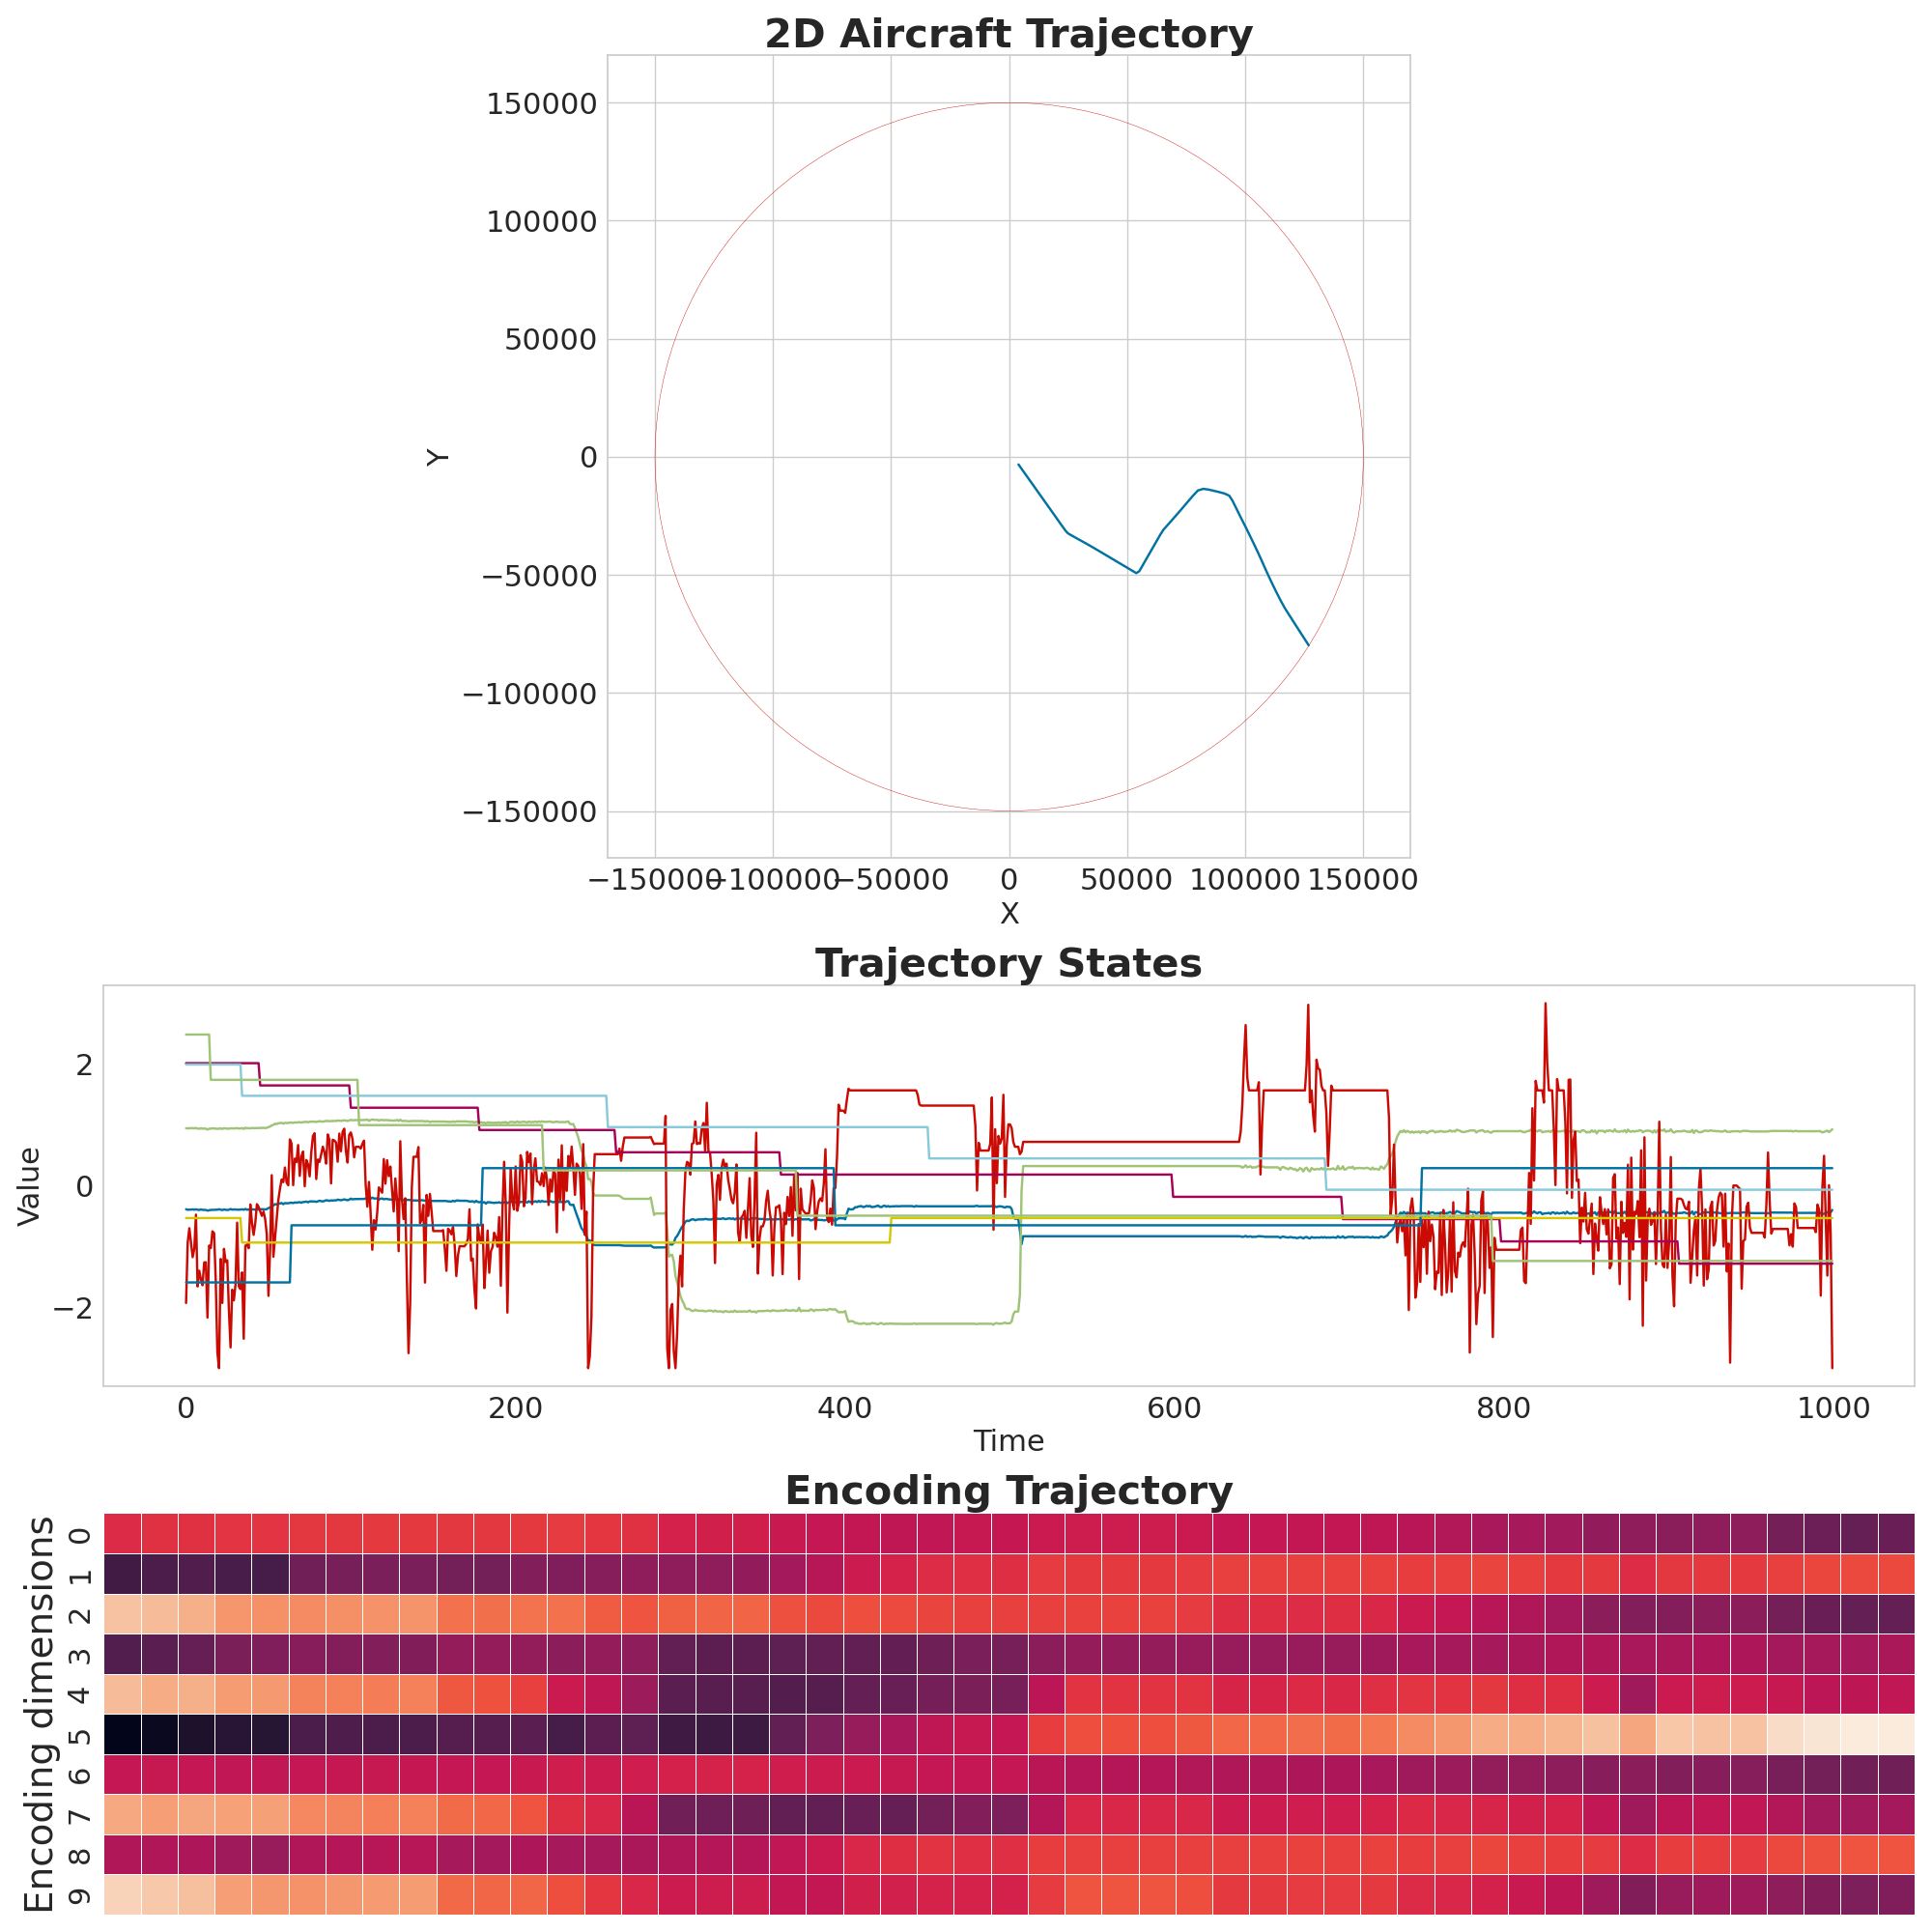 2D Aircraft Trajectory
150000
100000
50000
0
−50000
−100000
−150000
Y
−150000 −100000 −50000 0 50000 100000 150000
X
Trajectory States
2
0
−2
Value
0 200 400 600 800 1000
Time
Encoding Trajectory
Encoding dimensions
0
1
2
3
4
5
6
7
8
9